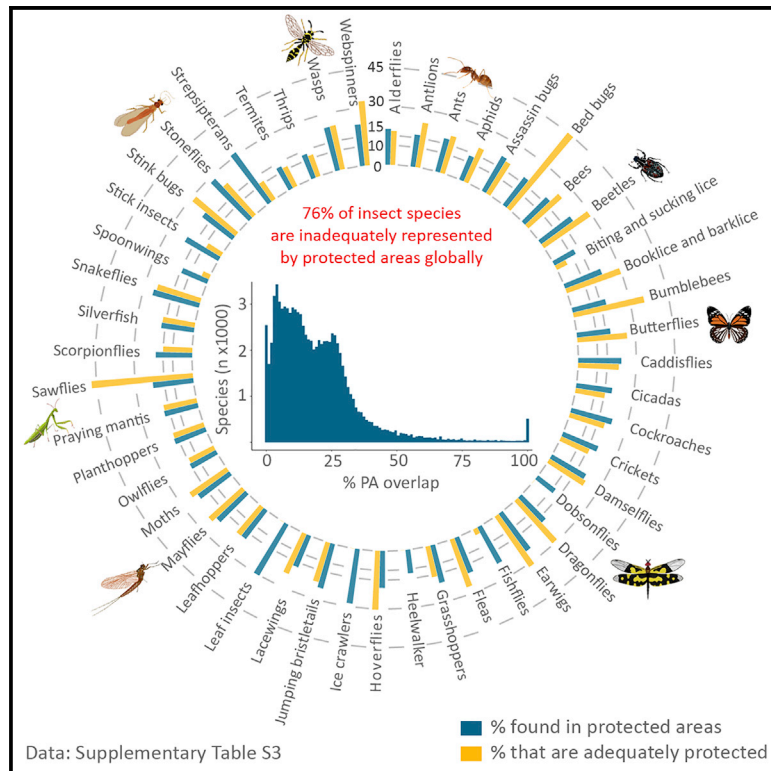 45
30
15
10
0
Alderflies
Antlions
Ants
Aphids
Assassin bugs
Bed bugs
Bees
Beetles
Biting and sucking lice
Booklice and barklice
Bumblebees
Butterflies
Caddisflies
Cicadas
Cockroaches
Crickets
Damselflies
Dobsonflies
Dragonflies
Earwigs
Fishflies
Fleas
Grasshoppers
Heelwalker
Hoverflies
Ice crawlers
Jumping bristletails
Lacewings
Leaf insects
Leafhoppers
Mayflies
Moths
Owlflies
Planthoppers
Praying mantis
Sawflies
Scorpionflies
Silverfish
Snakeflies
Spoonwings
Stick insects
Stink bugs
Stoneflies
Strepsipterans
Termites
Thrips
Wasps
Webspinners
76% of insect species
are inadequately represented
by protected areas globally
Species (n x1000)
3
2
1
0
25
50
75
100
% PA overlap
% found in protected areas
% that are adequately protected
Data: Supplementary Table S3